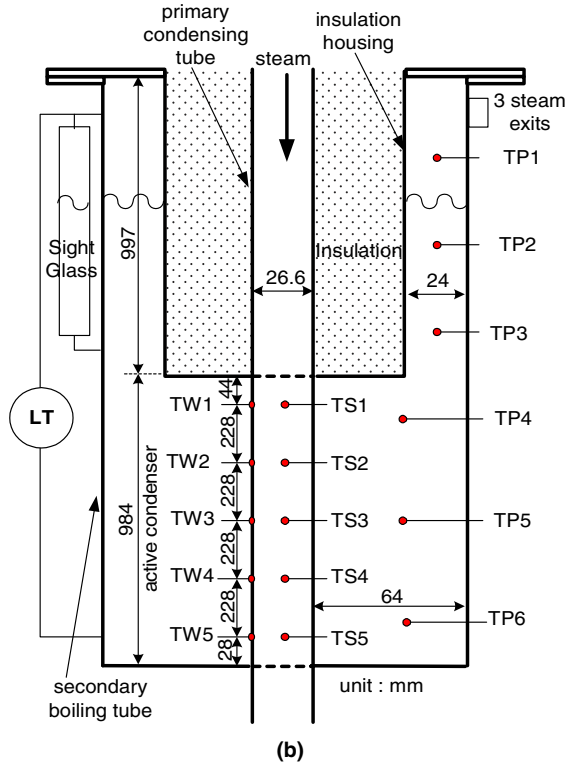 primary
condensing
tube
steam
insulation
housing
3 steam
exits
TP1
TP2
TP3
TP4
TP5
TP6
Sight
Glass
997
Insulation
26.6
24
LT
984
active condenser
44
228
228
228
228
28
TW1
TW2
TW3
TW4
TW5
TS1
TS2
TS3
TS4
TS5
64
secondary
boiling tube
unit : mm
(b)